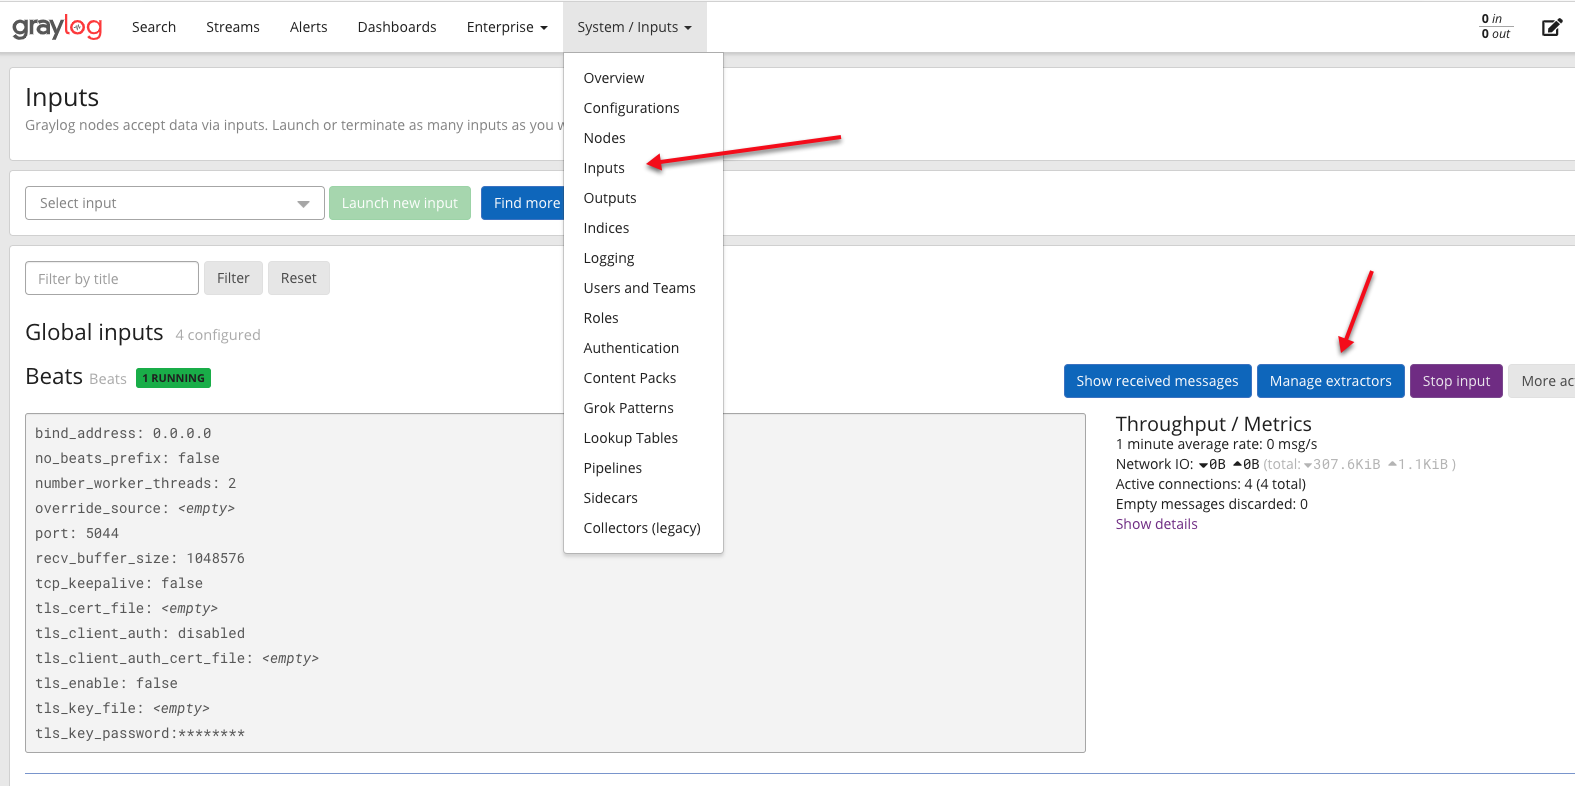 graylog Search Streams Alerts Dashboards Enterprise System / Inputs 0 in
0 out
Overview
Configurations
Nodes
Inputs
Outputs
Indices
Logging
Users and Teams
Roles
Authentication
Content Packs
Grok Patterns
Lookup Tables
Pipelines
Sidecars
Collectors (legacy)
Inputs
Graylog nodes accept data via inputs. Launch or terminate as many inputs as you
Select input Launch new input Find more
Filter by title Filter Reset
Global inputs 4 configured
Beats Beats 1 RUNNING Show received messages Manage extractors Stop input More ac
bind_address: 0.0.0.0
no_beats_prefix: false
number_worker_threads: 2
override_source: <empty>
port: 5044
recv_buffer_size: 1048576
tcp_keepalive: false
tls_cert_file: <empty>
tls_client_auth: disabled
tls_client_auth_cert_file: <empty>
tls_enable: false
tls_key_file: <empty>
tls_key_password:********
Throughput / Metrics
1 minute average rate: 0 msg/s
Network IO: ▾0B ▴0B (total: ▾307.6KiB ▴1.1KiB )
Active connections: 4 (4 total)
Empty messages discarded: 0
Show details